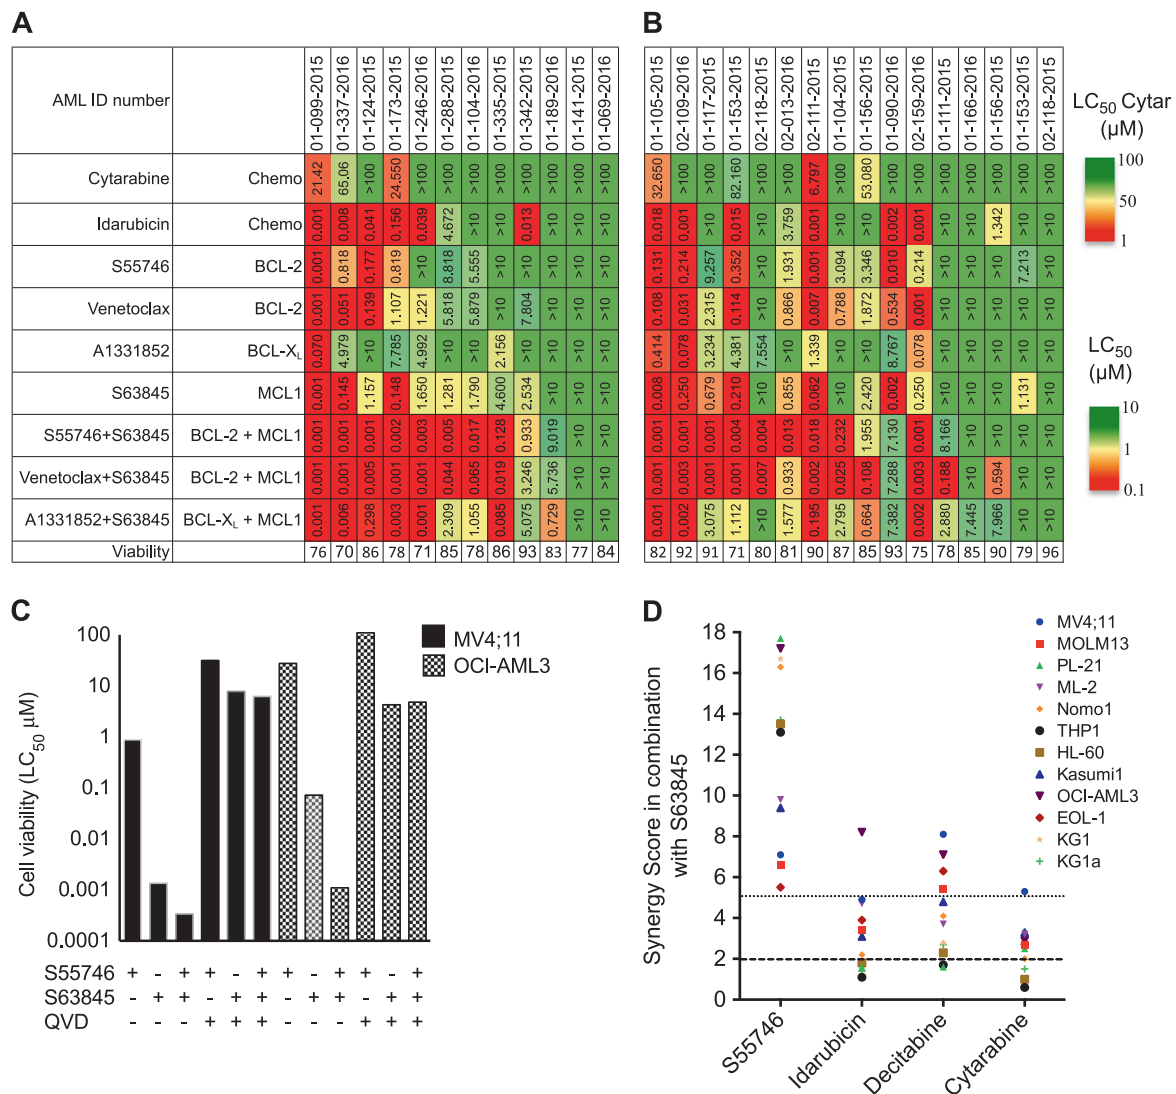 A
AML ID number 01-099-2015 01-337-2016 01-124-2015 01-173-2015 01-246-2016 01-288-2015 01-104-2016 01-335-2016 01-342-2015 01-189-2016 01-141-2015 01-069-2016
Cytarabine Chemo 21.42 65.06 >100 24.550 >100 >100 >100 >100 >100 >100 >100 >100
Idarubicin Chemo 0.001 0.008 0.041 0.156 0.039 4.672 >10 >10 0.013 >10 >10 >10
S55746 BCL-2 0.001 0.818 0.177 0.819 >10 8.818 5.555 >10 >10 >10 >10 >10
Venetoclax BCL-2 0.001 0.051 0.139 1.107 1.221 5.818 5.879 >10 7.804 >10 >10 >10
A1331852 BCL-XL 0.070 4.979 >10 7.785 4.992 >10 >10 2.156 >10 >10 >10 >10
S63845 MCL1 0.001 0.145 1.157 0.148 1.650 1.281 1.790 4.600 2.534 >10 >10 >10
S55746+S63845 BCL-2 + MCL1 0.001 0.001 0.001 0.002 0.003 0.005 0.017 0.128 0.933 9.019 >10 >10
Venetoclax+S63845 BCL-2 + MCL1 0.001 0.001 0.005 0.001 0.001 0.044 0.065 0.019 3.246 5.736 >10 >10
A1331852+S63845 BCL-XL + MCL1 0.001 0.006 0.298 0.003 0.001 2.309 1.055 0.085 5.075 0.729 >10 >10
Viability 76 70 86 78 71 85 78 86 93 83 77 84
B
01-105-2015 02-109-2016 01-117-2015 01-153-2016 02-118-2015 02-013-2016 02-111-2015 01-104-2015 01-156-2015 01-090-2016 02-159-2016 01-111-2015 01-166-2016 01-156-2016 01-153-2015 02-118-2015
32.650 >100 >100 82.160 >100 >100 6.797 >100 53.080 >100 >100 >100 >100 >100 >100 >100
0.018 0.001 >10 0.015 >10 3.759 0.001 >10 >10 0.002 0.001 >10 >10 1.342 >10 >10
0.131 0.214 9.257 0.352 >10 1.931 0.001 3.094 3.346 0.010 0.214 >10 >10 >10 7.213 >10
0.108 0.031 2.315 0.114 >10 0.866 0.007 0.788 1.872 0.534 0.001 >10 >10 >10 >10 >10
0.414 0.078 3.234 4.381 7.554 >10 1.339 >10 >10 8.767 0.078 >10 >10 >10 >10 >10
0.008 0.250 0.679 0.210 >10 0.855 0.062 >10 2.420 0.002 0.250 >10 >10 >10 1.131 >10
0.001 0.001 0.001 0.004 0.004 0.013 0.018 0.232 1.955 7.130 >10 8.166 >10 >10 >10 >10
0.001 0.003 0.001 0.001 0.007 0.933 0.002 0.025 0.108 7.288 0.003 0.188 >10 0.594 >10 >10
0.001 0.002 3.075 1.112 >10 1.577 0.195 2.795 0.664 7.382 0.001 2.880 7.445 7.966 >10 >10
82 92 91 71 80 81 90 87 85 93 75 78 85 90 79 96
LC50 Cytar
(µM)
100
50
1
LC50
(µM)
10
1
0.1
C
Cell viability (LC50 µM)
100
10
1
0.1
0.01
0.001
0.0001
MV4;11
OCI-AML3
S55746 + - + + - + + - + + - +
S63845 - + + - + + - + + - + +
QVD - - - + + + - - - + + +
D
Synergy Score in combination
with S63845
18
16
14
12
10
8
6
4
2
0
S55746
Idarubicin
Decitabine
Cytarabine
MV4;11
MOLM13
PL-21
ML-2
Nomo1
THP1
HL-60
Kasumi1
OCI-AML3
EOL-1
KG1
KG1a